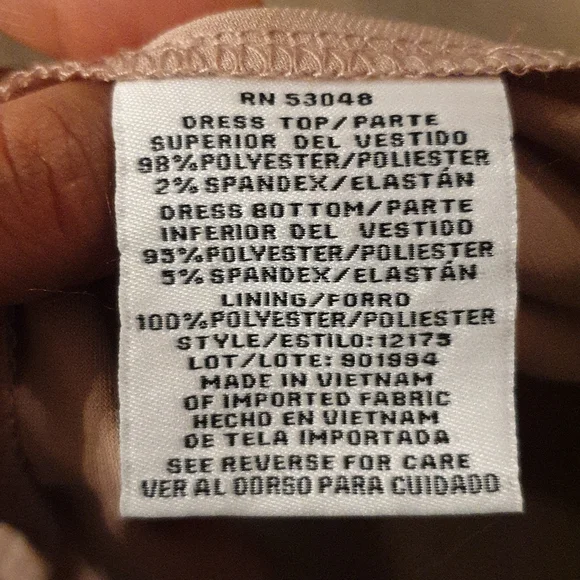 RN 53048
DRESS TOP/PARTE
SUPERIOR DEL VESTIDO
98%POLYESTER/POLIESTER
2%SPANDEX/ELASTÁN
DRESS BOTTOM/PARTE
INFERIOR DEL VESTIDO
95%POLYESTER/POLIESTER
5%SPANDEX/ELASTÁN
LINING/FORRO
100%POLYESTER/POLIESTER
STYLE/ESTILO:12175
LOT/LOTE: 901994
MADE IN VIETNAM
OF IMPORTED FABRIC
HECHO EN VIETNAM
DE TELA IMPORTADA
SEE REVERSE FOR CARE
VER AL DORSO PARA CUIDADO